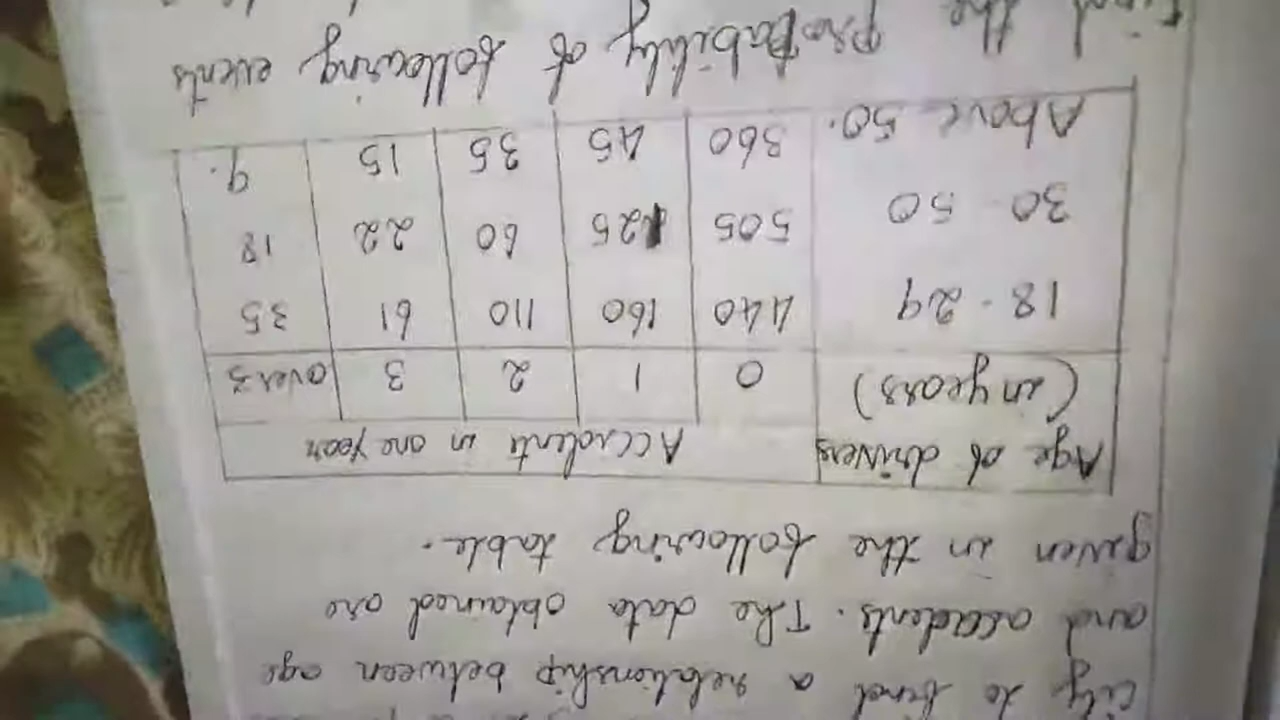 city to find a relationship between age
and accidents. The data obtained are
given in the following table.
Age of drivers Accidents in one year
(in years) 0 1 2 3 over 3
18 - 29 440 160 110 61 35
30 - 50 505 125 60 22 18
Above 50. 360 45 35 15 9.
Find the probability of following events